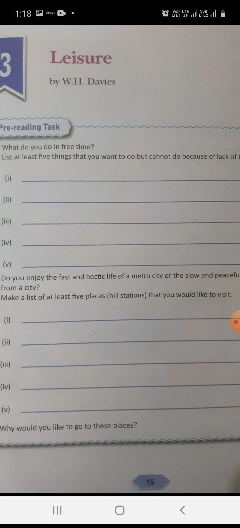 1:18
3
Leisure
by W.H. Davies
Pre-reading Task
What do you do in free time?
List at least five things that you want to do but cannot do because of lack of
(i)
(ii)
(iii)
(iv)
(v)
Do you enjoy the fast and hectic life of a metro city or the slow and peacefu
from a city?
Make a list of at least five places (hill stations) that you would like to visit.
(i)
(ii)
(iii)
(iv)
(v)
Why would you like to go to these places?
15